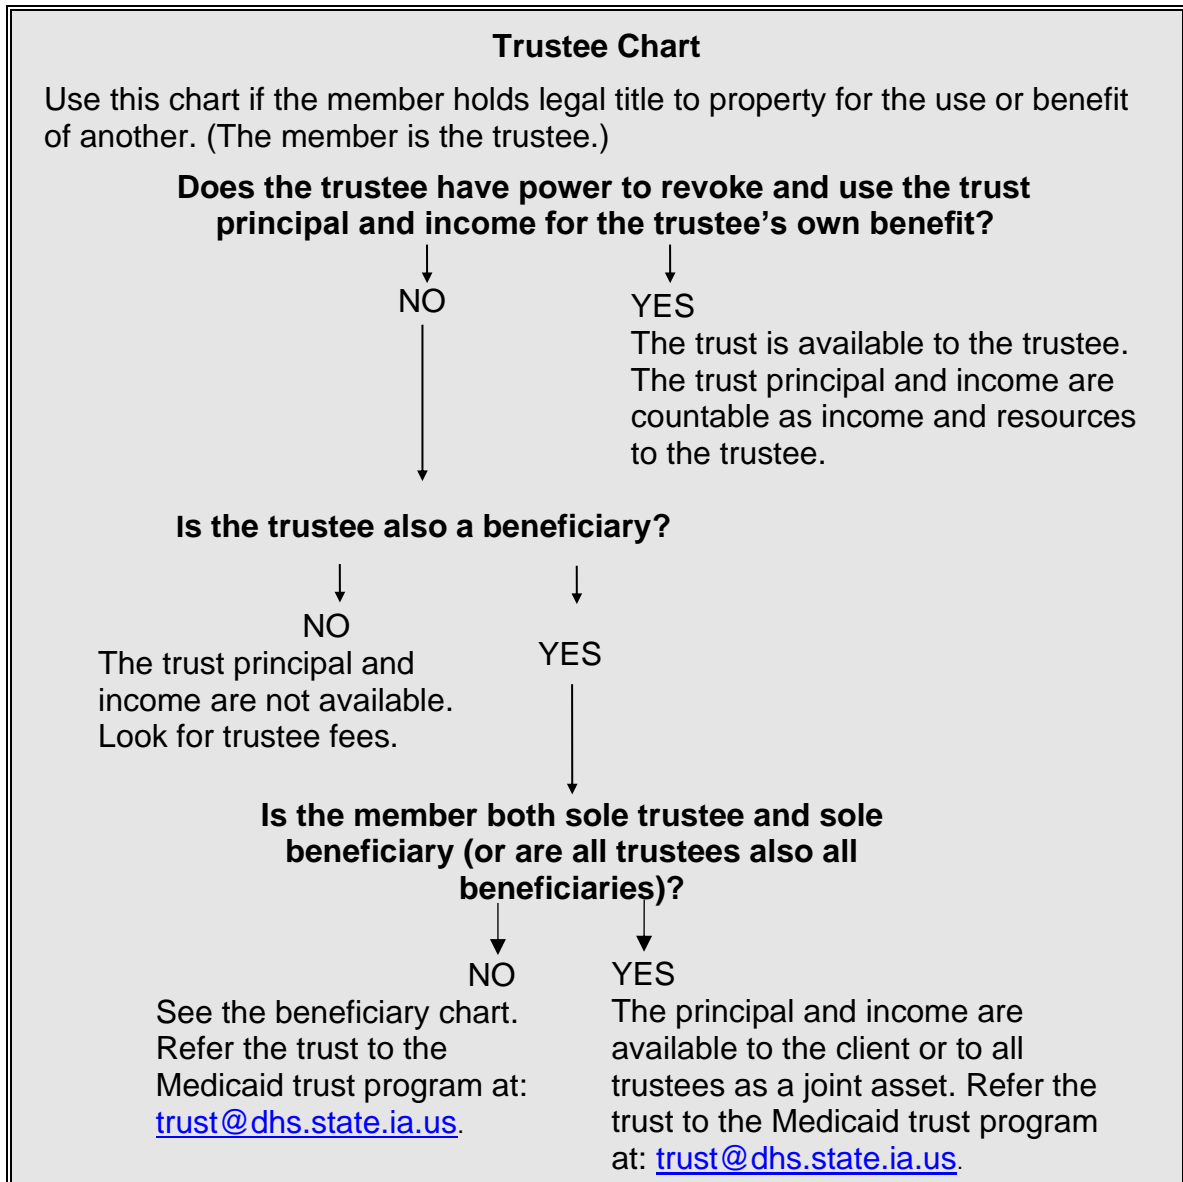 Trustee Chart
Use this chart if the member holds legal title to property for the use or benefit
of another. (The member is the trustee.)
Does the trustee have power to revoke and use the trust
principal and income for the trustee's own benefit?
NO
YES
The trust is available to the trustee.
The trust principal and income are
countable as income and resources
to the trustee.
Is the trustee also a beneficiary?
NO
The trust principal and
income are not available.
Look for trustee fees.
YES
Is the member both sole trustee and sole
beneficiary (or are all trustees also all
beneficiaries)?
NO
See the beneficiary chart.
Refer the trust to the
Medicaid trust program at:
trust@dhs.state.ia.us.
YES
The principal and income are
available to the client or to all
trustees as a joint asset. Refer the
trust to the Medicaid trust program
at: trust@dhs.state.ia.us.